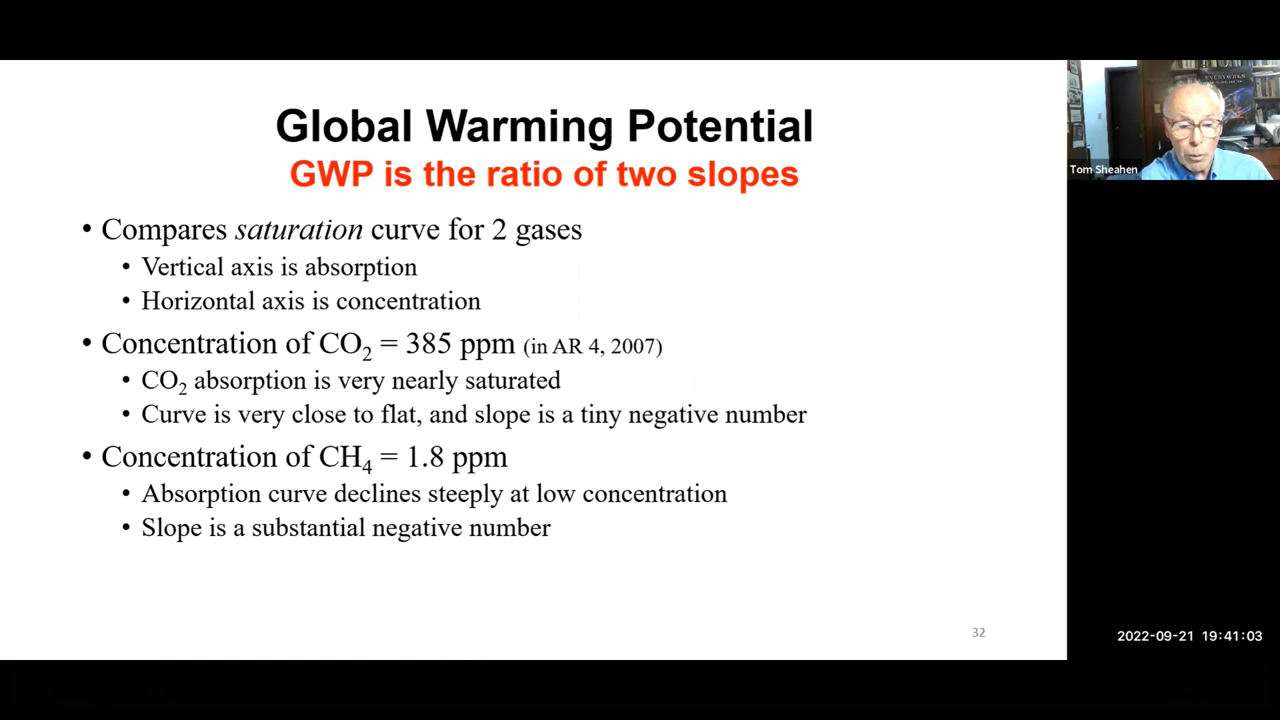 Global Warming Potential
GWP is the ratio of two slopes
• Compares saturation curve for 2 gases
• Vertical axis is absorption
• Horizontal axis is concentration
• Concentration of CO₂ = 385 ppm (in AR 4, 2007)
• CO₂ absorption is very nearly saturated
• Curve is very close to flat, and slope is a tiny negative number
• Concentration of CH₄ = 1.8 ppm
• Absorption curve declines steeply at low concentration
• Slope is a substantial negative number
32
Tom Sheahen
2022-09-21 19:41:03